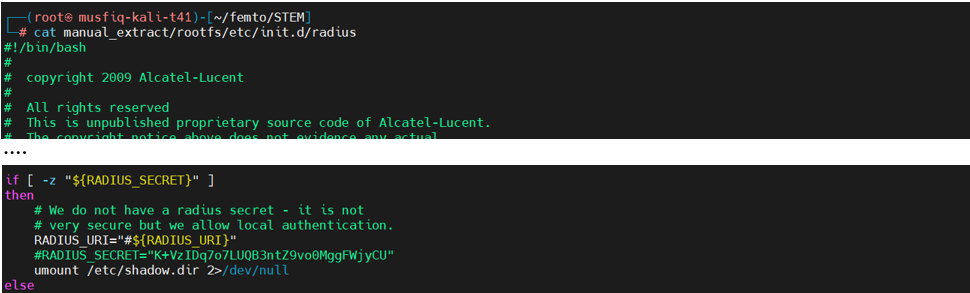 ┌──(root㉿ musfiq-kali-t41)-[~/femto/STEM]
└─# cat manual_extract/rootfs/etc/init.d/radius
#!/bin/bash
#
#  copyright 2009 Alcatel-Lucent
#
#  All rights reserved
#  This is unpublished proprietary source code of Alcatel-Lucent.
#  The copyright notice above does not evidence any actual
....
if [ -z "${RADIUS_SECRET}" ]
then
    # We do not have a radius secret - it is not
    # very secure but we allow local authentication.
    RADIUS_URI="#${RADIUS_URI}"
    #RADIUS_SECRET="K+VzIDq7o7LUQB3ntZ9vo0MggFWjyCU"
    umount /etc/shadow.dir 2>/dev/null
else